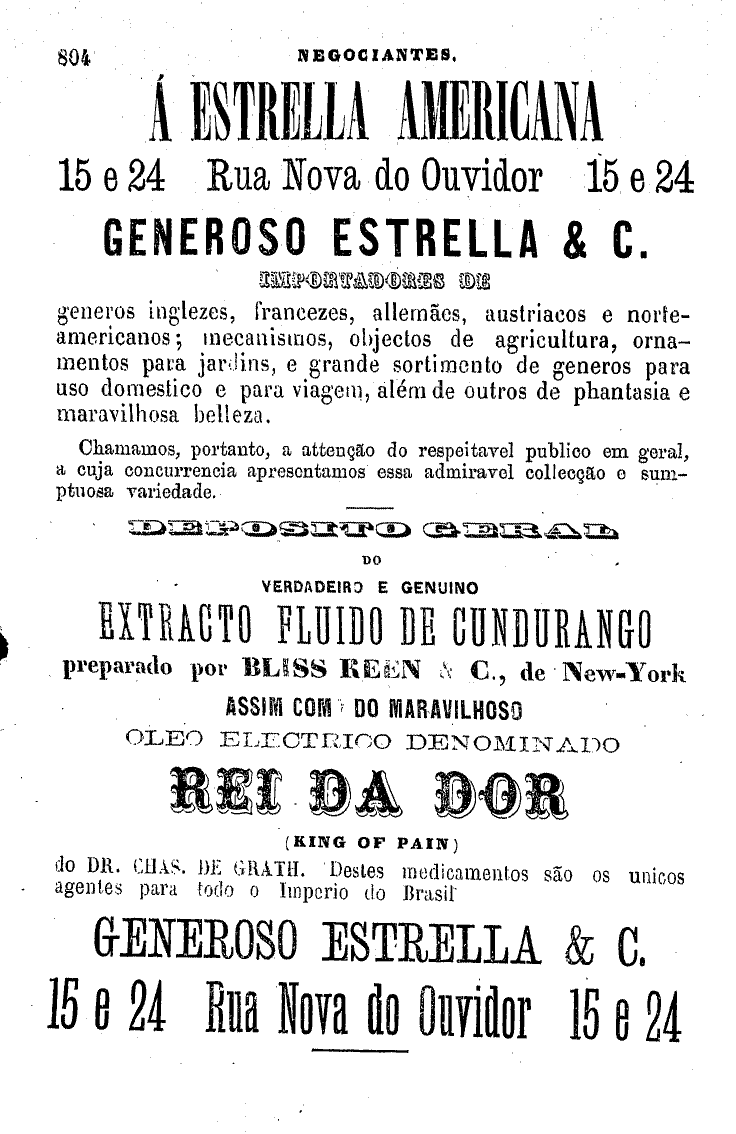 804
NEGOCIANTES.
Á ESTRELLA AMERICANA
15 e 24 Rua Nova do Ouvidor 15 e 24
GENEROSO ESTRELLA & C.
IMPORTADORES DE
generos inglezes, francezes, allemães, austriacos e norte-
americanos; mecanismos, objectos de agricultura, orna-
mentos para jardins, e grande sortimento de generos para
uso domestico e para viagem, além de outros de phantasia e
maravilhosa belleza.
Chamamos, portanto, a attenção do respeitavel publico em geral,
a cuja concurrencia apresentamos essa admiravel collecção e sum-
ptuosa variedade.
DEPOSITO GERAL
DO
VERDADEIRO E GENUINO
EXTRACTO FLUIDO DE CUNDURANGO
preparado por BLISS KEEN & C., de New-York
ASSIM COMO DO MARAVILHOSO
OLEO ELECTRICO DENOMINADO
REI DA DOR
(KING OF PAIN)
do DR. CHAS. DE GRATH. Destes medicamentos são os unicos
agentes para todo o Imperio do Brasil
GENEROSO ESTRELLA & C.
15 e 24 Rua Nova do Ouvidor 15 e 24